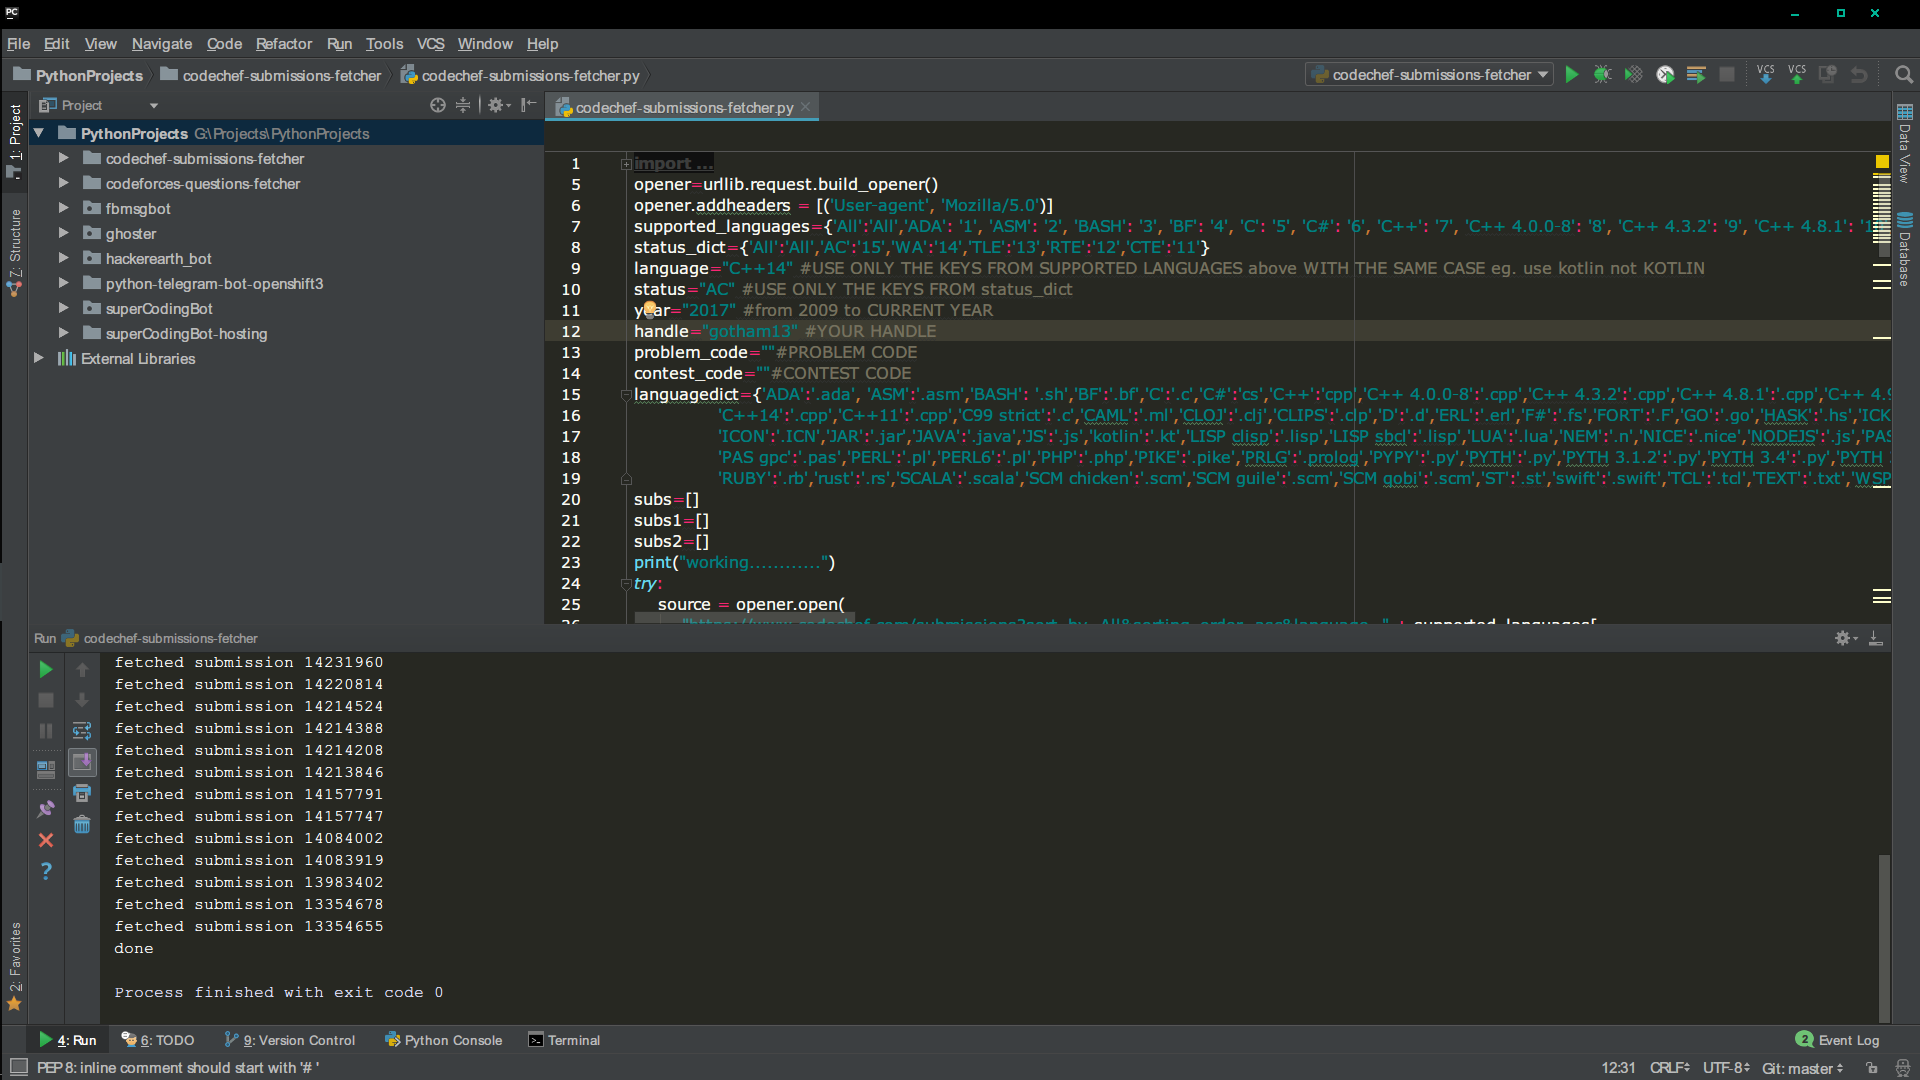 PC
File Edit View Navigate Code Refactor Run Tools VCS Window Help
PythonProjects codechef-submissions-fetcher codechef-submissions-fetcher.py
codechef-submissions-fetcher VCS VCS
Project
codechef-submissions-fetcher.py
1: Project
Z: Structure
2: Favorites
Data View
Database
PythonProjects G:\Projects\PythonProjects
codechef-submissions-fetcher
codeforces-questions-fetcher
fbmsgbot
ghoster
hackerearth_bot
python-telegram-bot-openshift3
superCodingBot
superCodingBot-hosting
External Libraries
1 import ...
5 opener=urllib.request.build_opener()
6 opener.addheaders = [('User-agent', 'Mozilla/5.0')]
7 supported_languages={'All':'All','ADA': '1', 'ASM': '2', 'BASH': '3', 'BF': '4', 'C': '5', 'C#': '6', 'C++': '7', 'C++ 4.0.0-8': '8', 'C++ 4.3.2': '9', 'C++ 4.8.1': '1
8 status_dict={'All':'All','AC':'15','WA':'14','TLE':'13','RTE':'12','CTE':'11'}
9 language="C++14" #USE ONLY THE KEYS FROM SUPPORTED LANGUAGES above WITH THE SAME CASE eg. use kotlin not KOTLIN
10 status="AC" #USE ONLY THE KEYS FROM status_dict
11 year="2017" #from 2009 to CURRENT YEAR
12 handle="gotham13" #YOUR HANDLE
13 problem_code=""#PROBLEM CODE
14 contest_code=""#CONTEST CODE
15 languagedict={'ADA':'.ada', 'ASM':'.asm','BASH': '.sh','BF':'.bf','C':'.c','C#':'cs','C++':'cpp','C++ 4.0.0-8':'.cpp','C++ 4.3.2':'.cpp','C++ 4.8.1':'.cpp','C++ 4.9
16 'C++14':'.cpp','C++11':'.cpp','C99 strict':'.c','CAML':'.ml','CLOJ':'.clj','CLIPS':'.clp','D':'.d','ERL':'.erl','F#':'.fs','FORT':'.F','GO':'.go','HASK':'.hs','ICK
17 'ICON':'.ICN','JAR':'.jar','JAVA':'.java','JS':'.js','kotlin':'.kt','LISP clisp':'.lisp','LISP sbcl':'.lisp','LUA':'.lua','NEM':'.n','NICE':'.nice','NODEJS':'.js','PAS
18 'PAS gpc':'.pas','PERL':'.pl','PERL6':'.pl','PHP':'.php','PIKE':'.pike','PRLG':'.prolog','PYPY':'.py','PYTH':'.py','PYTH 3.1.2':'.py','PYTH 3.4':'.py','PYTH
19 'RUBY':'.rb','rust':'.rs','SCALA':'.scala','SCM chicken':'.scm','SCM guile':'.scm','SCM gobi':'.scm','ST':'.st','swift':'.swift','TCL':'.tcl','TEXT':'.txt','WSP
20 subs=[]
21 subs1=[]
22 subs2=[]
23 print("working............")
24 try:
25 source = opener.open(
Run codechef-submissions-fetcher
fetched submission 14231960
fetched submission 14220814
fetched submission 14214524
fetched submission 14214388
fetched submission 14214208
fetched submission 14213846
fetched submission 14157791
fetched submission 14157747
fetched submission 14084002
fetched submission 14083919
fetched submission 13983402
fetched submission 13354678
fetched submission 13354655
done
Process finished with exit code 0
4: Run 6: TODO 9: Version Control Python Console Terminal 2 Event Log
PEP 8: inline comment should start with '# ' 12:31 CRLF UTF-8 Git: master